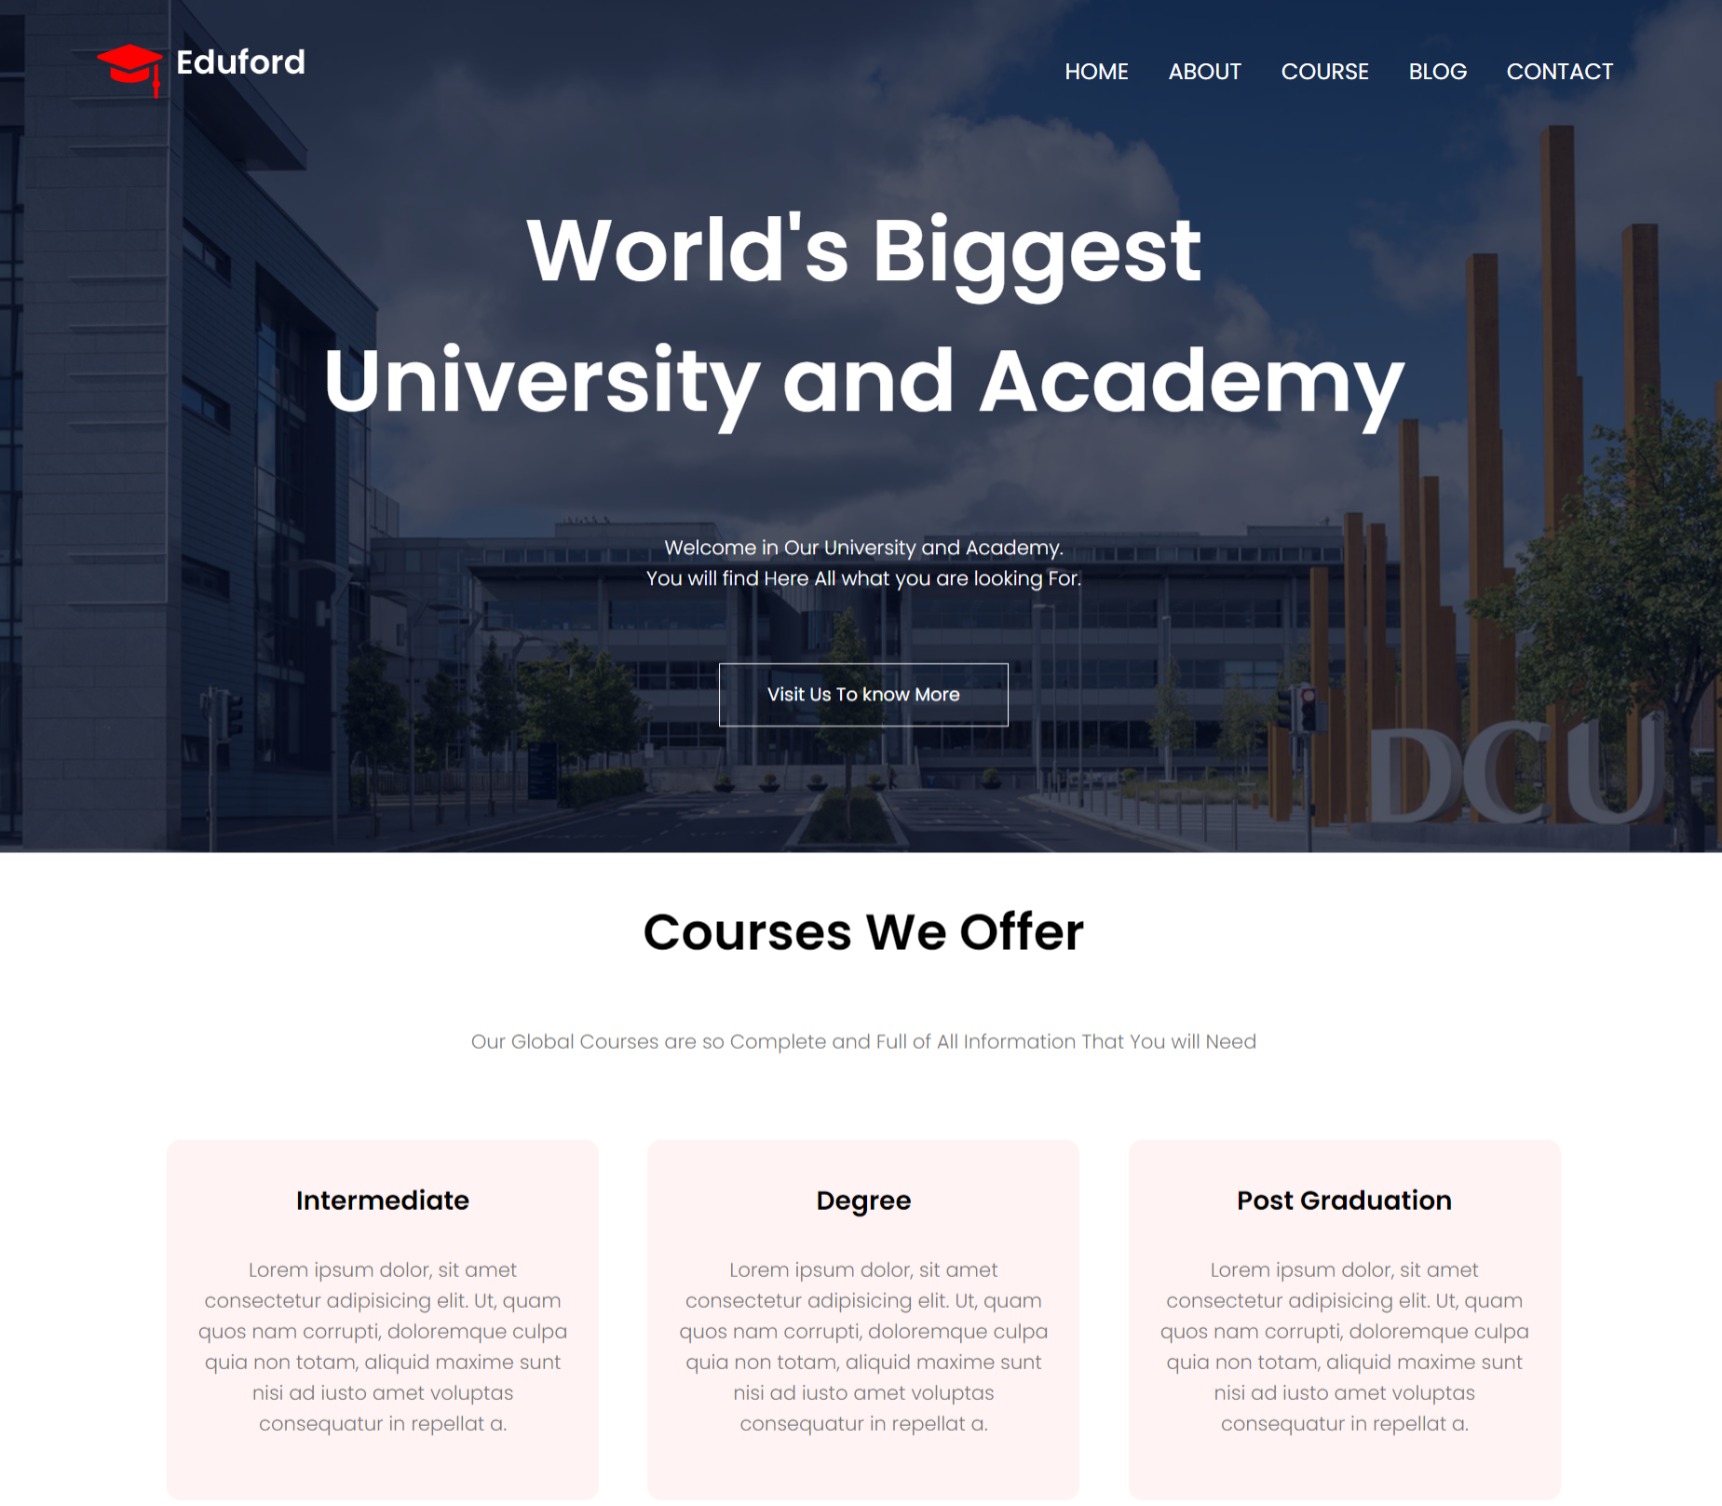 Eduford
HOME ABOUT COURSE BLOG CONTACT
World's Biggest
University and Academy
Welcome in Our University and Academy.
You will find Here All what you are looking For.
Visit Us To know More
DCU
Courses We Offer
Our Global Courses are so Complete and Full of All Information That You will Need
Intermediate
Lorem ipsum dolor, sit amet
consectetur adipisicing elit. Ut, quam
quos nam corrupti, doloremque culpa
quia non totam, aliquid maxime sunt
nisi ad iusto amet voluptas
consequatur in repellat a.
Degree
Lorem ipsum dolor, sit amet
consectetur adipisicing elit. Ut, quam
quos nam corrupti, doloremque culpa
quia non totam, aliquid maxime sunt
nisi ad iusto amet voluptas
consequatur in repellat a.
Post Graduation
Lorem ipsum dolor, sit amet
consectetur adipisicing elit. Ut, quam
quos nam corrupti, doloremque culpa
quia non totam, aliquid maxime sunt
nisi ad iusto amet voluptas
consequatur in repellat a.